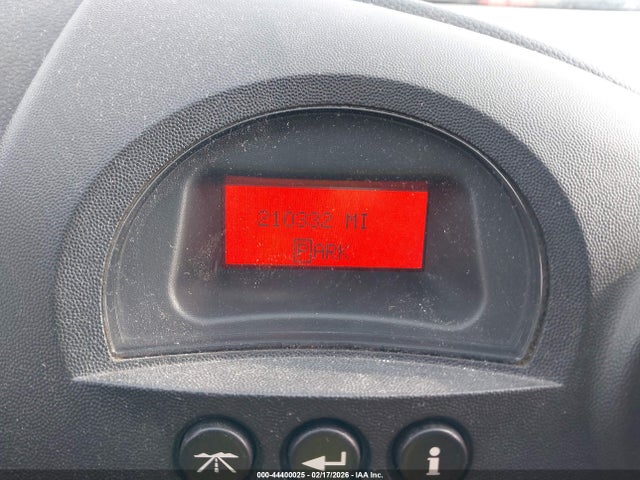 210332 MI
PARK
i
000-44400025 - 02/17/2026 - IAA Inc.